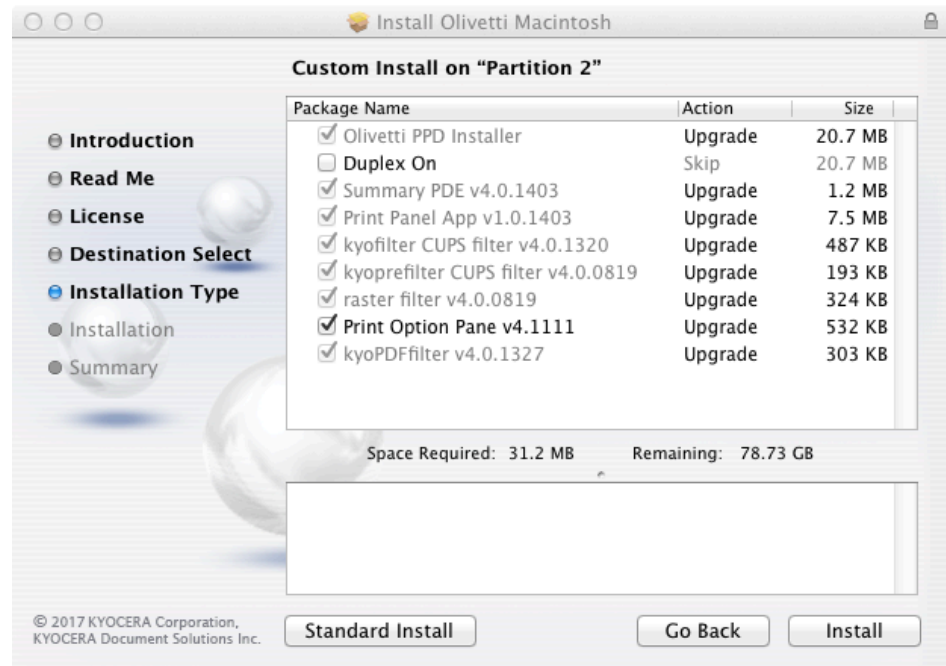 Install Olivetti Macintosh
Custom Install on “Partition 2”
Introduction
Read Me
License
Destination Select
Installation Type
Installation
Summary
Package Name Action Size
Olivetti PPD Installer Upgrade 20.7 MB
Duplex On Skip 20.7 MB
Summary PDE v4.0.1403 Upgrade 1.2 MB
Print Panel App v1.0.1403 Upgrade 7.5 MB
kyofilter CUPS filter v4.0.1320 Upgrade 487 KB
kyoprefilter CUPS filter v4.0.0819 Upgrade 193 KB
raster filter v4.0.0819 Upgrade 324 KB
Print Option Pane v4.1111 Upgrade 532 KB
kyoPDFfilter v4.0.1327 Upgrade 303 KB
Space Required: 31.2 MB Remaining: 78.73 GB
© 2017 KYOCERA Corporation,
KYOCERA Document Solutions Inc.
Standard Install Go Back Install